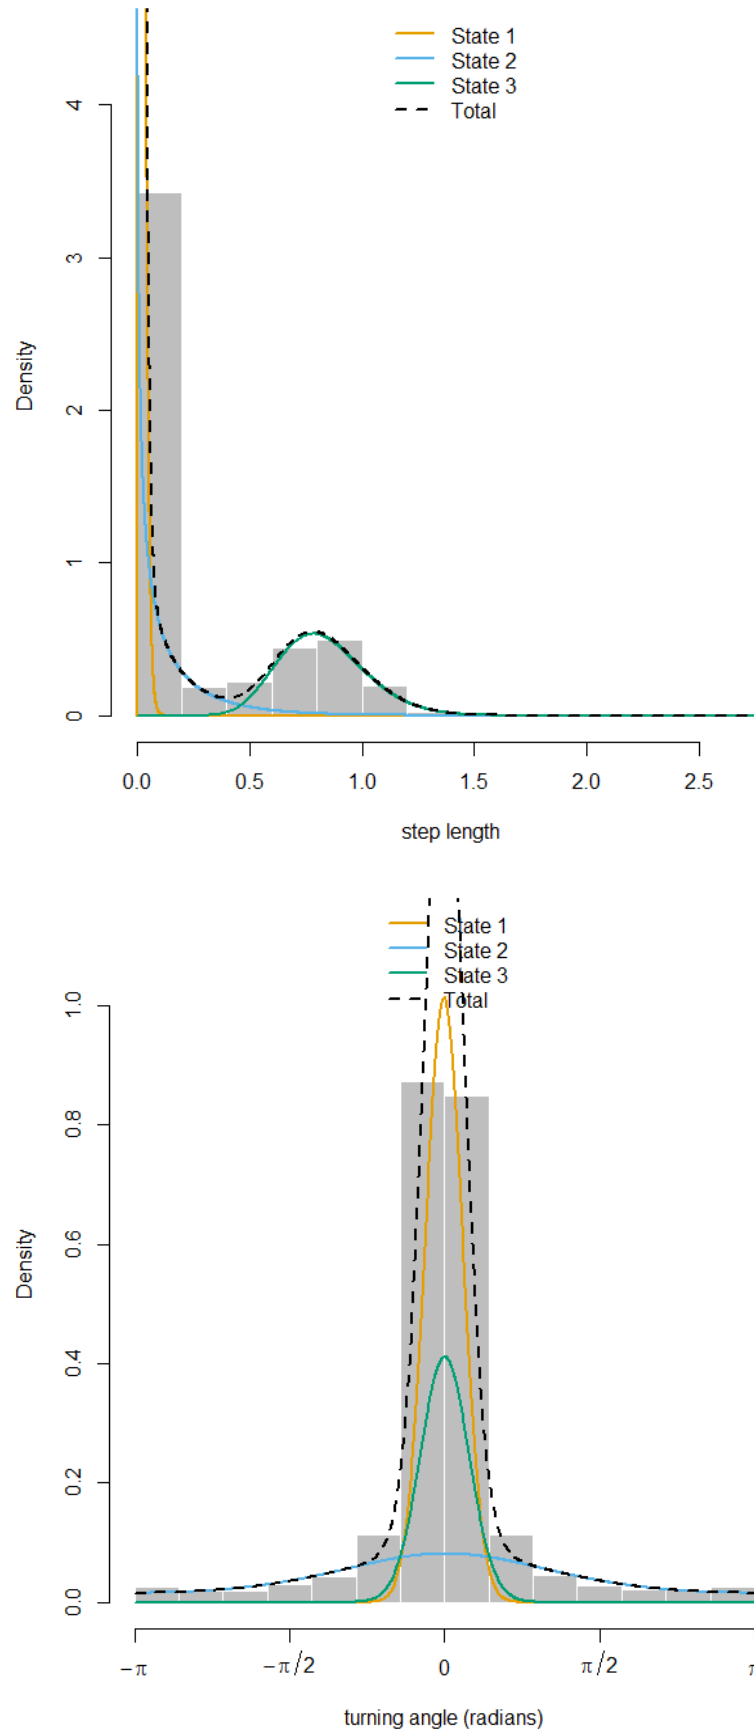 State 1
State 2
State 3
Total
4
3
2
1
0
Density
0.0 0.5 1.0 1.5 2.0 2.5
step length
State 1
State 2
State 3
Total
1.0
0.8
0.6
0.4
0.2
0.0
Density
−π −π/2 0 π/2 π
turning angle (radians)